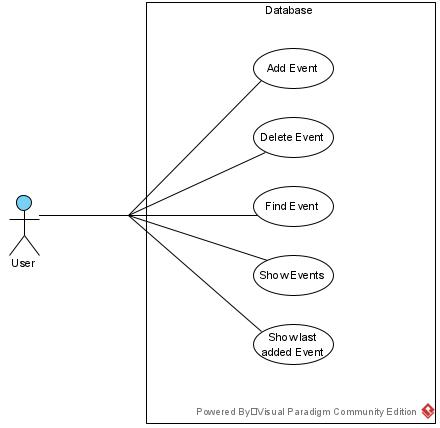 Database
Add Event
Delete Event
Find Event
Show Events
Show last
added Event
User
Powered By Visual Paradigm Community Edition